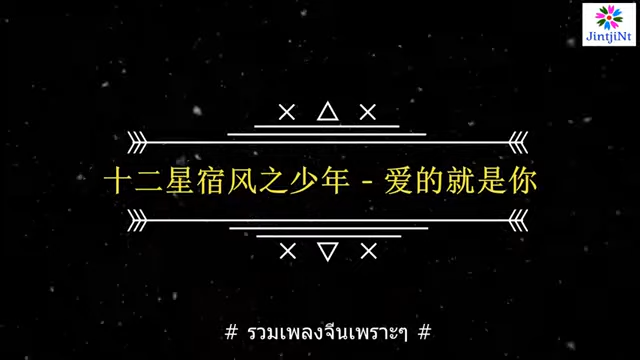 JintjiNt
十二星宿风之少年 - 爱的就是你
# รวมเพลงจีนเพราะๆ #